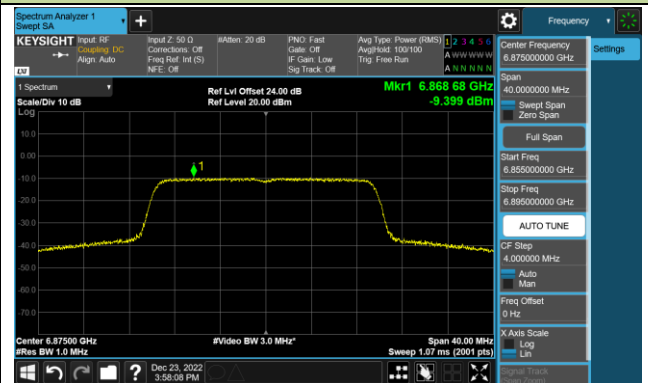 Spectrum Analyzer 1
Swept SA
Frequency
KEYSIGHT
Input: RF
Coupling: DC
Align: Auto
Input Z: 50 Ω
Corrections: Off
Freq Ref: Int (S)
NFE: Off
#Atten: 20 dB
PNO: Fast
Gate: Off
IF Gain: Low
Sig Track: Off
Avg Type: Power (RMS)
Avg|Hold: 100/100
Trig: Free Run
1 2 3 4 5 6
A W W W W W
A N N N N N
LXI
1 Spectrum
Scale/Div 10 dB
Log
Ref Lvl Offset 24.00 dB
Ref Level 20.00 dBm
Mkr1 6.868 68 GHz
-9.399 dBm
10.0
0.00
-10.0
-20.0
-30.0
-40.0
-50.0
-60.0
-70.0
1
Center 6.87500 GHz
#Res BW 1.0 MHz
#Video BW 3.0 MHz*
Span 40.00 MHz
Sweep 1.07 ms (2001 pts)
Dec 23, 2022
3:58:08 PM
Center Frequency
6.875000000 GHz
Settings
Span
40.0000000 MHz
Swept Span
Zero Span
Full Span
Start Freq
6.855000000 GHz
Stop Freq
6.895000000 GHz
AUTO TUNE
CF Step
4.000000 MHz
Auto
Man
Freq Offset
0 Hz
X Axis Scale
Log
Lin
Signal Track
(Span Zoom)